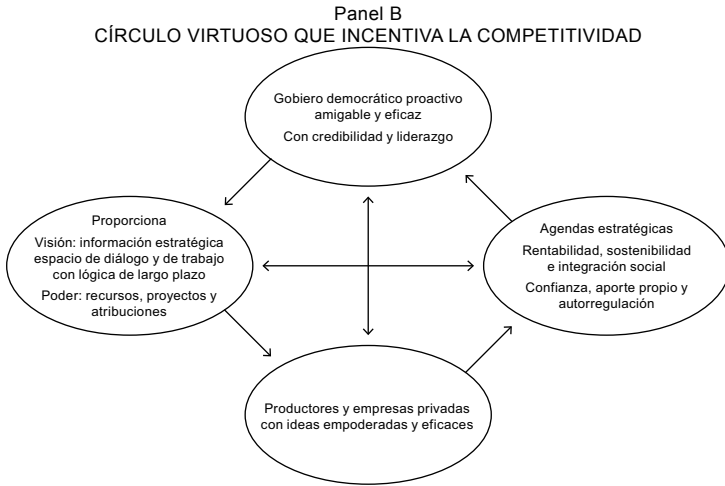 Panel B
CÍRCULO VIRTUOSO QUE INCENTIVA LA COMPETITIVIDAD
Gobiero democrático proactivo
amigable y eficaz
Con credibilidad y liderazgo
Proporciona
Visión: información estratégica
espacio de diálogo y de trabajo
con lógica de largo plazo
Poder: recursos, proyectos y
atribuciones
Agendas estratégicas
Rentabilidad, sostenibilidad
e integración social
Confianza, aporte propio y
autorregulación
Productores y empresas privadas
con ideas empoderadas y eficaces